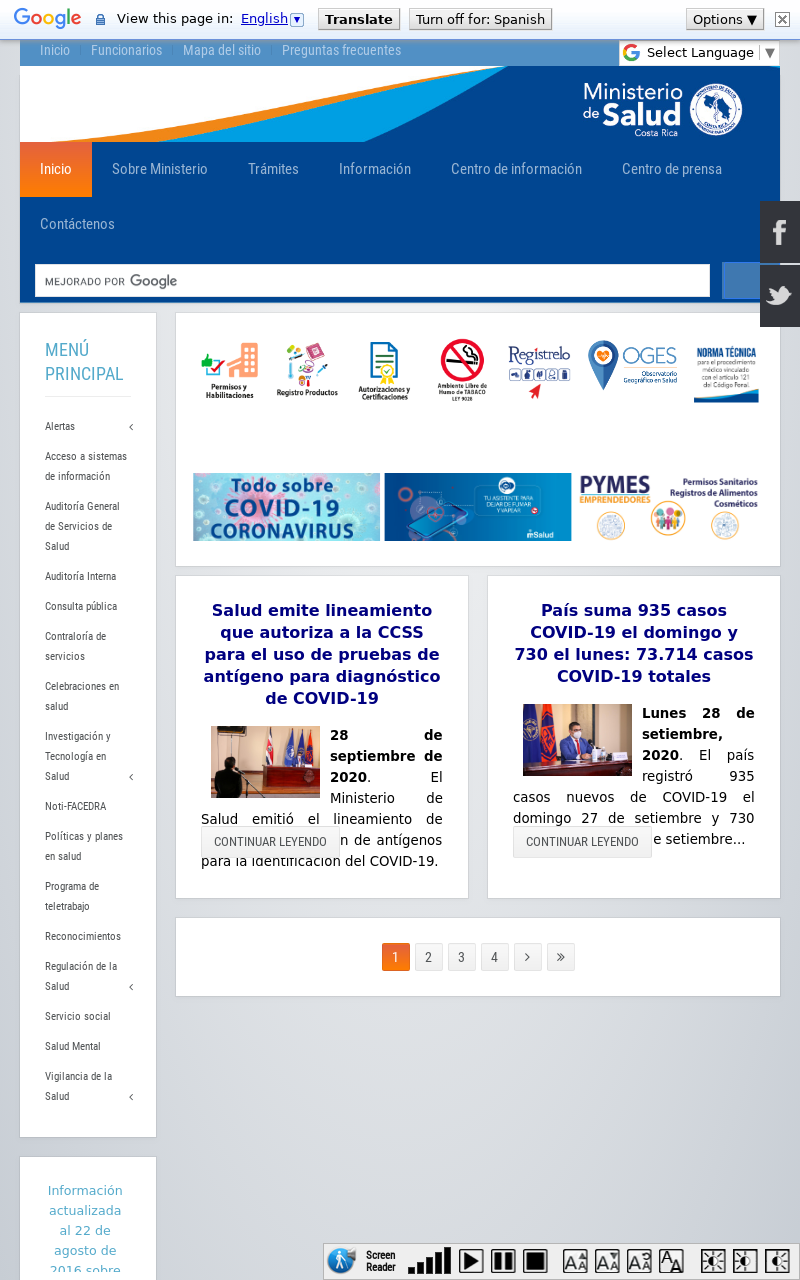 Google View this page in: English Translate Turn off for: Spanish Options ▼
Inicio Funcionarios Mapa del sitio Preguntas frecuentes
Select Language ▼
Ministerio
de Salud
Costa Rica
Inicio Sobre Ministerio Trámites Información Centro de información Centro de prensa
Contáctenos
MEJORADO POR Google
MENÚ
PRINCIPAL
Alertas
Acceso a sistemas
de información
Auditoría General
de Servicios de
Salud
Auditoría Interna
Consulta pública
Contraloría de
servicios
Celebraciones en
salud
Investigación y
Tecnología en
Salud
Noti-FACEDRA
Políticas y planes
en salud
Programa de
teletrabajo
Reconocimientos
Regulación de la
Salud
Servicio social
Salud Mental
Vigilancia de la
Salud
Información
actualizada
al 22 de
agosto de
2016 sobre
Permisos y
Habilitaciones
Registro Productos
Autorizaciones y
Certificaciones
Ambiente Libre de
Humo de TABACO
LEY 9028
Regístrelo
OGES
Observatorio
Geográfico en Salud
NORMA TÉCNICA
para el procedimiento
médico vinculado
con el artículo 121
del Código Penal.
Todo sobre
COVID-19
CORONAVIRUS
TU ASISTENTE PARA
DEJAR DE FUMAR
Y VAPEAR
mSalud
PYMES
EMPRENDEDORES
Permisos Sanitarios
Registros de Alimentos
Cosméticos
Salud emite lineamiento
que autoriza a la CCSS
para el uso de pruebas de
antígeno para diagnóstico
de COVID-19
28 de
septiembre de
2020. El
Ministerio de
Salud emitió el lineamiento de
n de antígenos
CONTINUAR LEYENDO
para la identificación del COVID-19.
País suma 935 casos
COVID-19 el domingo y
730 el lunes: 73.714 casos
COVID-19 totales
Lunes 28 de
setiembre,
2020. El país
registró 935
casos nuevos de COVID-19 el
domingo 27 de setiembre y 730
e setiembre...
CONTINUAR LEYENDO
1 2 3 4 › »
Screen
Reader